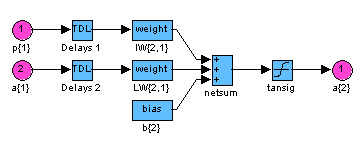 1 TDL weight
p{1} Delays 1 IW{2,1}
2 TDL weight + + + 1
a{1} Delays 2 LW{2,1} netsum tansig a{2}
bias
b{2}